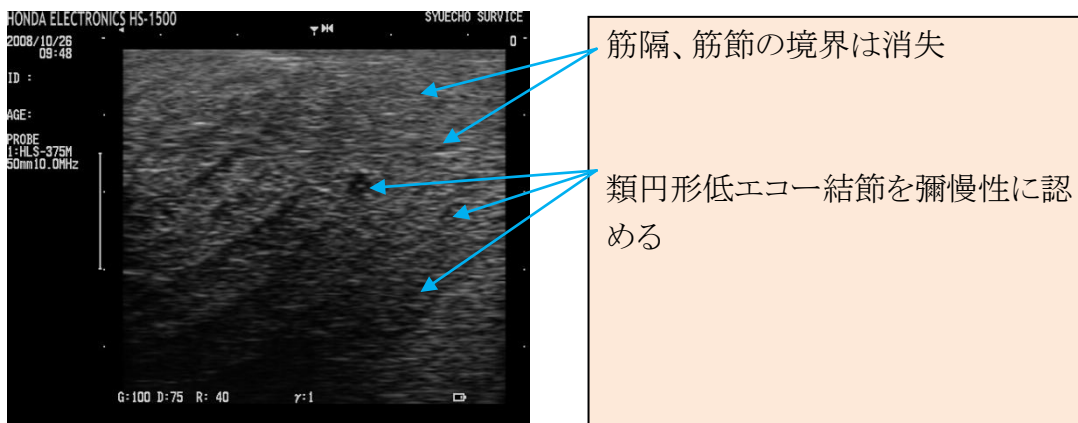 HONDA ELECTRONICS HS-1500
SYUECHO SURVICE
2008/10/26
09:48
0
ID :
AGE:
PROBE
1:HLS-375M
50mm10.0MHz
G:100 D:75 R: 40
γ:1
筋隔、筋節の境界は消失
類円形低エコー結節を彌慢性に認
める